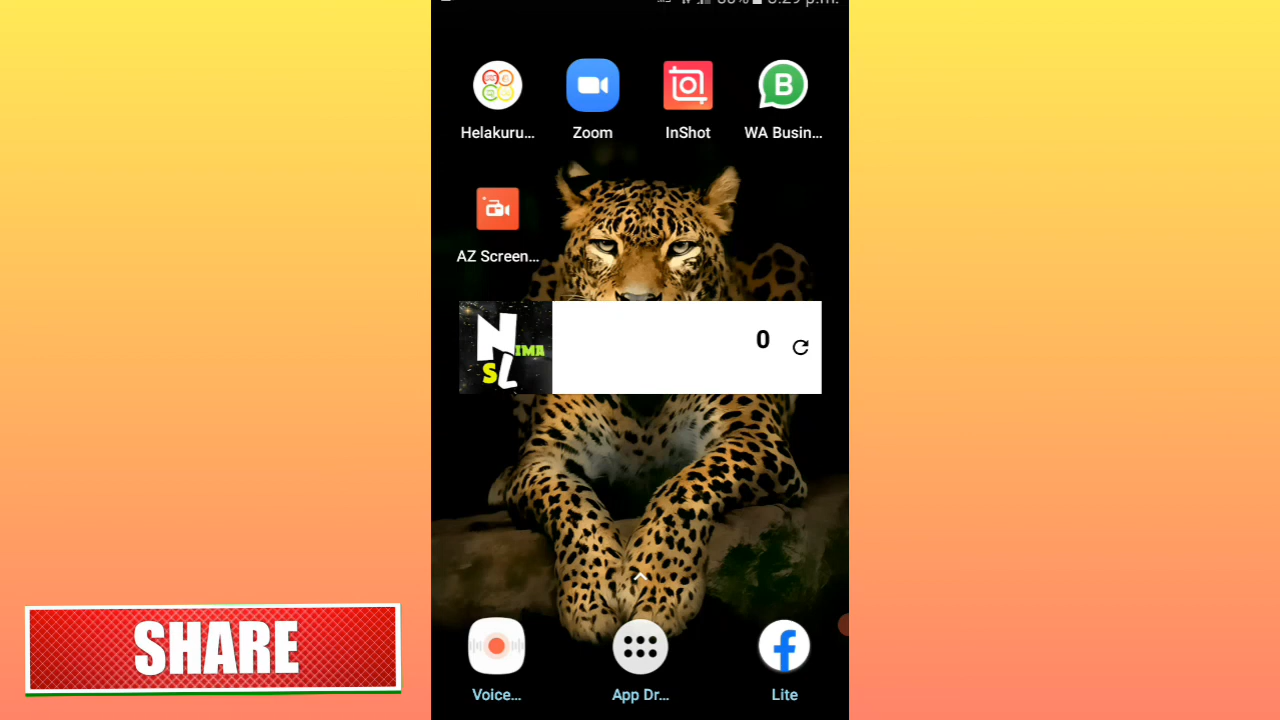 Helakuru...
Zoom
InShot
WA Busin...
B
AZ Screen...
N
IMA
SL
0
SHARE
Voice...
App Dr...
Lite